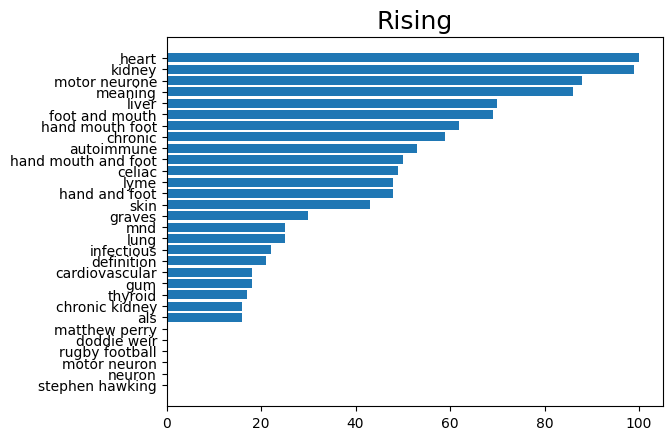 Rising
heart
kidney
motor neurone
meaning
liver
foot and mouth
hand mouth foot
chronic
autoimmune
hand mouth and foot
celiac
lyme
hand and foot
skin
graves
mnd
lung
infectious
definition
cardiovascular
gum
thyroid
chronic kidney
als
matthew perry
doddie weir
rugby football
motor neuron
neuron
stephen hawking
0 20 40 60 80 100